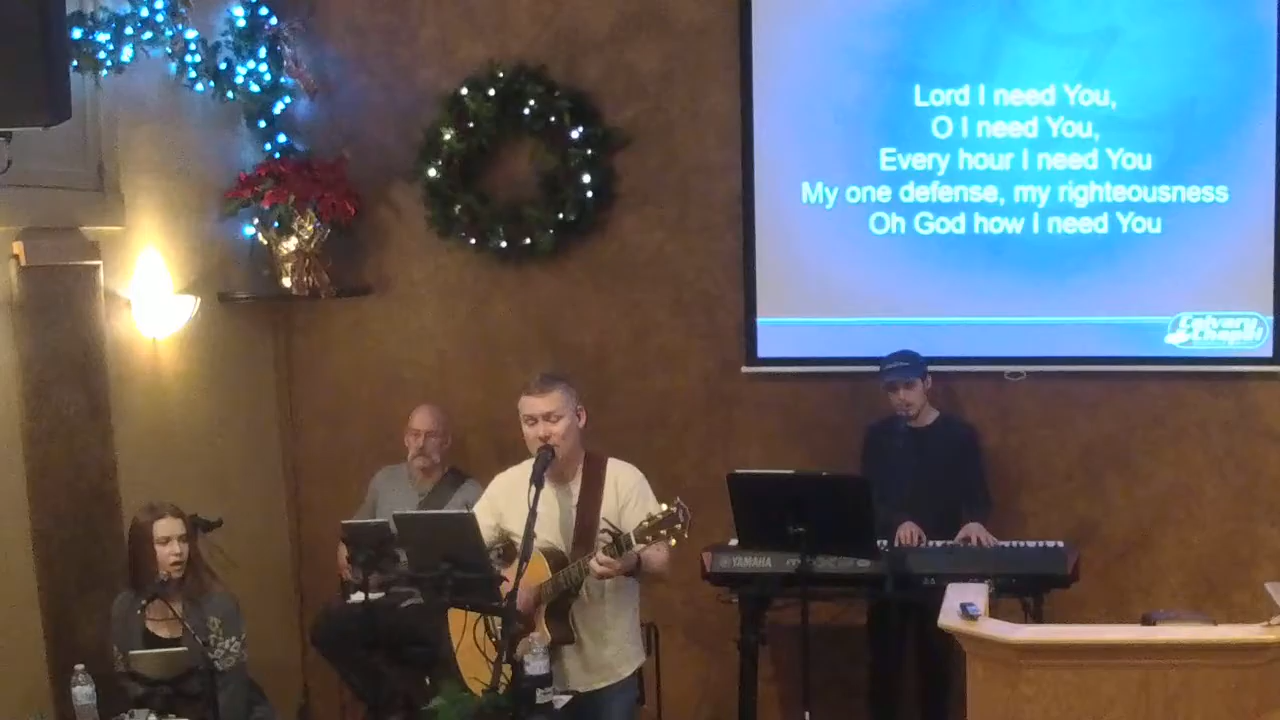 Lord I need You,
O I need You,
Every hour I need You
My one defense, my righteousness
Oh God how I need You
Calvary
Chapel
YAMAHA